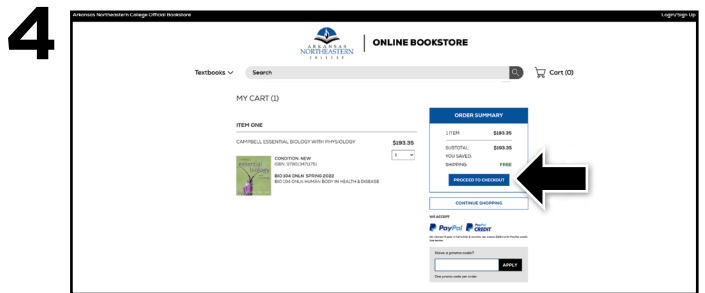 4
Arkansas Northeastern College Official Bookstore
Login/Sign Up
ARKANSAS
NORTHEASTERN
COLLEGE
ONLINE BOOKSTORE
Textbooks
Search
Cart (0)
MY CART (1)
ITEM ONE
CAMPBELL ESSENTIAL BIOLOGY WITH PHYSIOLOGY
$193.35
1
essential
biology
CONDITION: NEW
BIO 104 ONLN SPRING 2022
BIO 104 ONLN HUMAN BODY IN HEALTH & DISEASE
ORDER SUMMARY
1 ITEM: $193.35
SUBTOTAL: $193.35
YOU SAVED:
SHIPPING: FREE
PROCEED TO CHECKOUT
CONTINUE SHOPPING
WE ACCEPT
PayPal
PayPal
CREDIT
Have a promo code?
APPLY
One promo code per order.